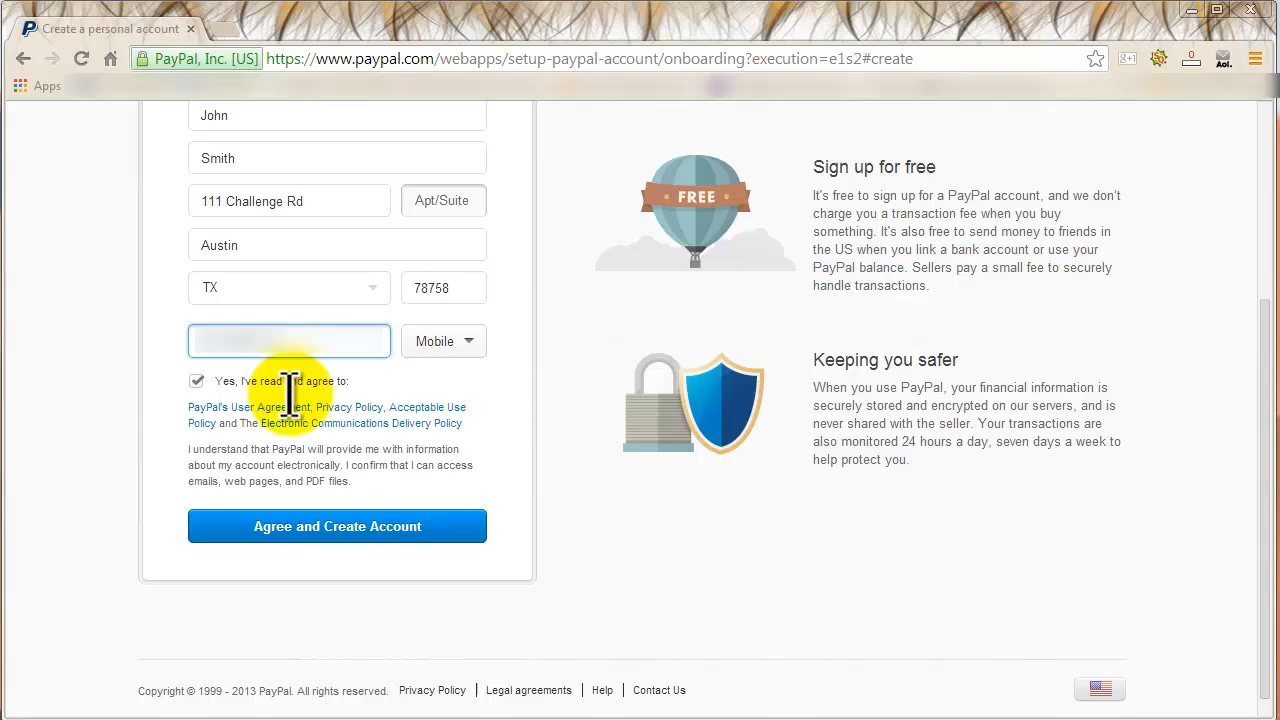 Create a personal account
PayPal, Inc. [US] https://www.paypal.com/webapps/setup-paypal-account/onboarding?execution=e1s2#create
g+1
0
Aol.
Apps
John
Smith
111 Challenge Rd
Apt/Suite
Austin
TX
78758
Mobile
Yes, I've read and agree to:
PayPal's User Agreement, Privacy Policy, Acceptable Use
Policy and The Electronic Communications Delivery Policy
I understand that PayPal will provide me with information
about my account electronically. I confirm that I can access
emails, web pages, and PDF files.
Agree and Create Account
FREE
Sign up for free
It's free to sign up for a PayPal account, and we don't
charge you a transaction fee when you buy
something. It's also free to send money to friends in
the US when you link a bank account or use your
PayPal balance. Sellers pay a small fee to securely
handle transactions.
Keeping you safer
When you use PayPal, your financial information is
securely stored and encrypted on our servers, and is
never shared with the seller. Your transactions are
also monitored 24 hours a day, seven days a week to
help protect you.
Copyright © 1999 - 2013 PayPal. All rights reserved. Privacy Policy | Legal agreements | Help | Contact Us